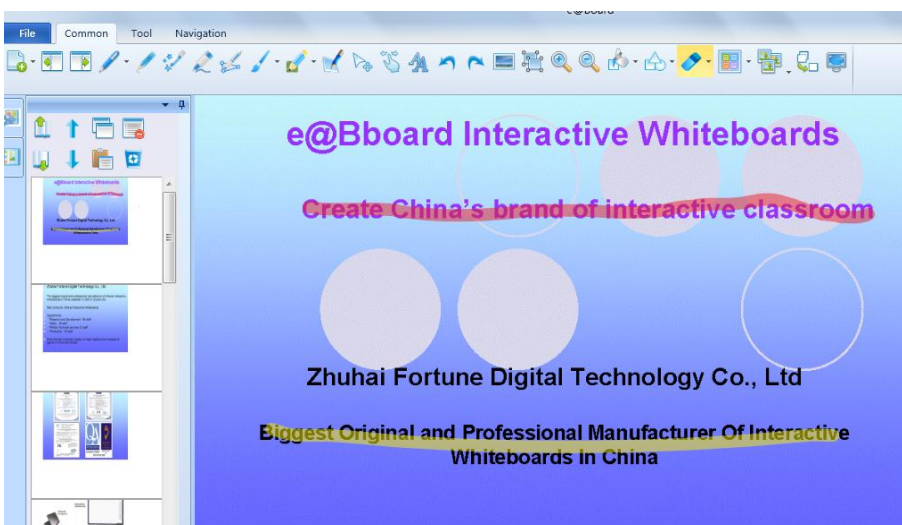 File Common Tool Navigation
e@Bboard Interactive Whiteboards
Create China's brand of interactive classroom
Zhuhai Fortune Digital Technology Co., Ltd
Biggest Original and Professional Manufacturer Of Interactive
Whiteboards In China